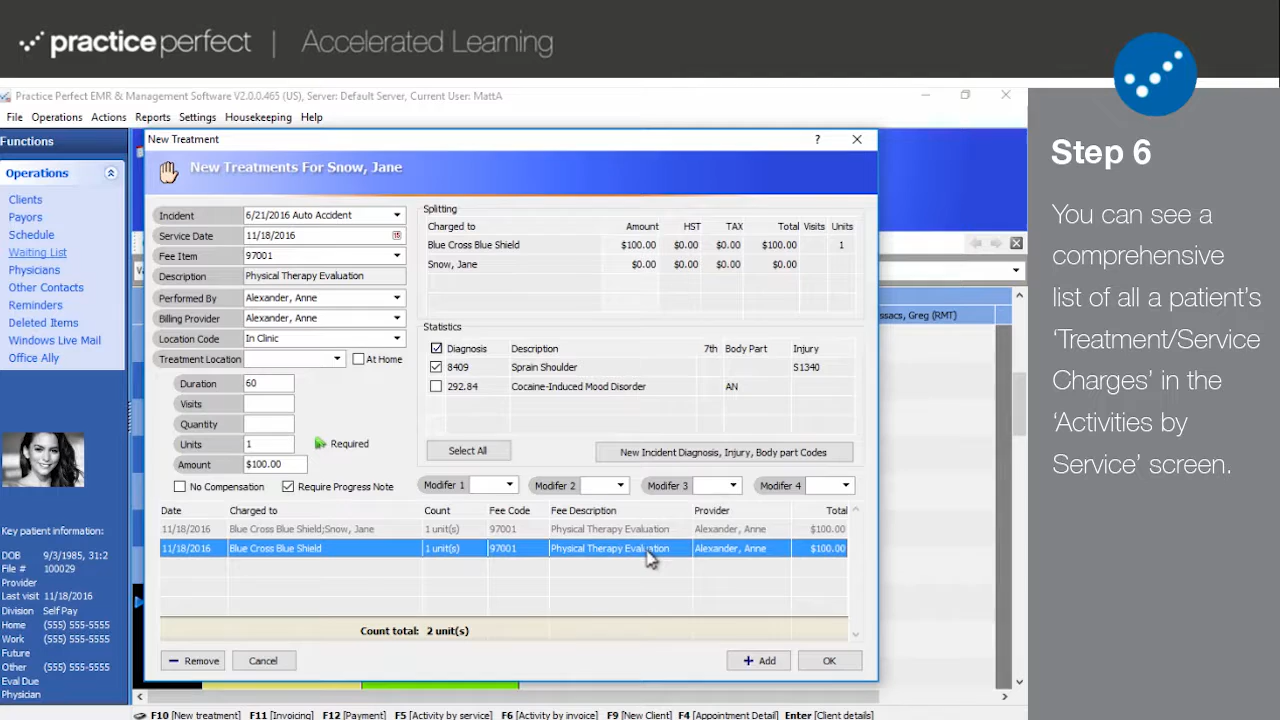 practiceperfect | Accelerated Learning
Practice Perfect EMR & Management Software V2.0.0.465 (US), Server: Default Server, Current User: MattA
File Operations Actions Reports Settings Housekeeping Help
Functions
Operations
Clients
Payors
Schedule
Waiting List
Physicians
Other Contacts
Reminders
Deleted Items
Windows Live Mail
Office Ally
Key patient information:
DOB 9/3/1985, 31:2
File # 100029
Provider
Last visit 11/18/2016
Division Self Pay
Home (555) 555-5555
Work (555) 555-5555
Future
Other (555) 555-5555
Eval Due
Physician
New Treatment
New Treatments For Snow, Jane
Incident 6/21/2016 Auto Accident
Service Date 11/18/2016
Fee Item 97001
Description Physical Therapy Evaluation
Performed By Alexander, Anne
Billing Provider Alexander, Anne
Location Code In Clinic
Treatment Location At Home
Duration 60
Visits
Quantity
Units 1 Required
Amount $100.00
No Compensation Require Progress Note
Splitting
Charged to Amount HST TAX Total Visits Units
Blue Cross Blue Shield $100.00 $0.00 $0.00 $100.00 1
Snow, Jane $0.00 $0.00 $0.00 $0.00
Statistics
Diagnosis Description 7th Body Part Injury
8409 Sprain Shoulder S1340
292.84 Cocaine-Induced Mood Disorder AN
Select All New Incident Diagnosis, Injury, Body part Codes
Modifer 1 Modifer 2 Modifer 3 Modifer 4
Date Charged to Count Fee Code Fee Description Provider Total
11/18/2016 Blue Cross Blue Shield;Snow, Jane 1 unit(s) 97001 Physical Therapy Evaluation Alexander, Anne $100.00
11/18/2016 Blue Cross Blue Shield 1 unit(s) 97001 Physical Therapy Evaluation Alexander, Anne $100.00
Count total: 2 unit(s)
Remove Cancel Add OK
ssacs, Greg (RMT)
F10 [New treatment] F11 [Invoicing] F12 [Payment] F5 [Activity by service] F6 [Activity by invoice] F9 [New Client] F4 [Appointment Detail] Enter [Client details]
Step 6
You can see a
comprehensive
list of all a patient's
'Treatment/Service
Charges' in the
'Activities by
Service' screen.